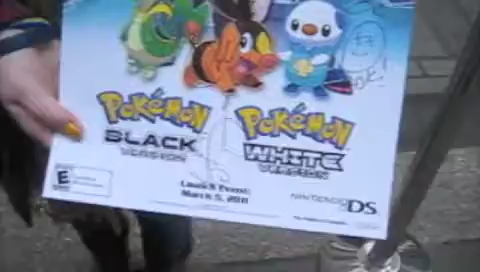 POKéMON POKéMON
BLACK VERSION WHITE VERSION
Launch Event:
March 5, 2011
E
NINTENDO DS